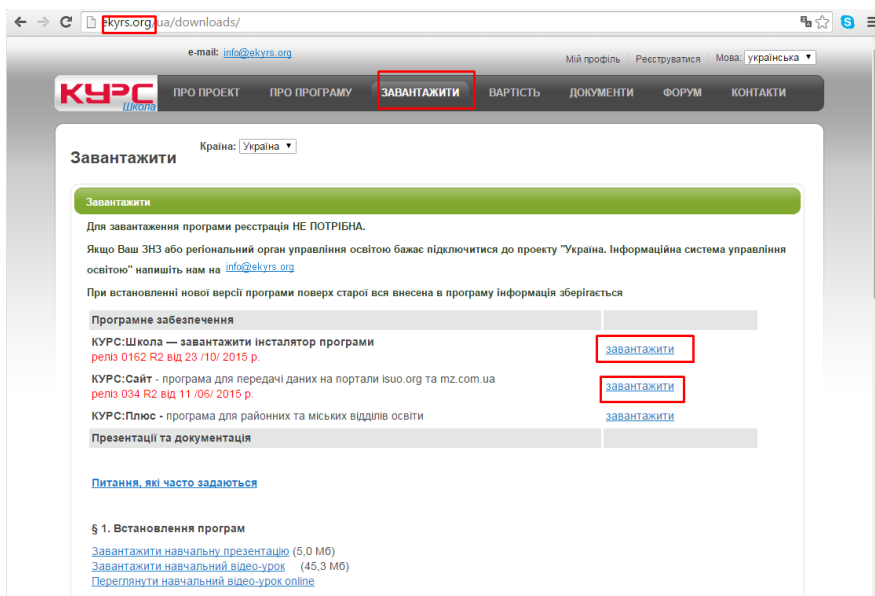 ekyrs.org/ua/downloads/
e-mail: info@ekyrs.org
Мій профіль Реєструватися Мова: українська
КУРС
Школа
ПРО ПРОЕКТ ПРО ПРОГРАМУ ЗАВАНТАЖИТИ ВАРТІСТЬ ДОКУМЕНТИ ФОРУМ КОНТАКТИ
Завантажити
Країна: Україна
Завантажити
Для завантаження програми реєстрація НЕ ПОТРІБНА.
Якщо Ваш ЗНЗ або регіональний орган управління освітою бажає підключитися до проекту "Україна. Інформаційна система управління
освітою" напишіть нам на info@ekyrs.org
При встановленні нової версії програми поверх старої вся внесена в програму інформація зберігається
Програмне забезпечення
КУРС:Школа — завантажити інсталятор програми
реліз 0162 R2 від 23 /10/ 2015 р.
завантажити
КУРС:Сайт - програма для передачі даних на портали isuo.org та mz.com.ua
реліз 034 R2 від 11 /06/ 2015 р.
завантажити
КУРС:Плюс - програма для районних та міських відділів освіти завантажити
Презентації та документація
Питання, які часто задаються
§ 1. Встановлення програм
Завантажити навчальну презентацію (5,0 Мб)
Завантажити навчальний відео-урок (45,3 Мб)
Переглянути навчальний відео-урок online